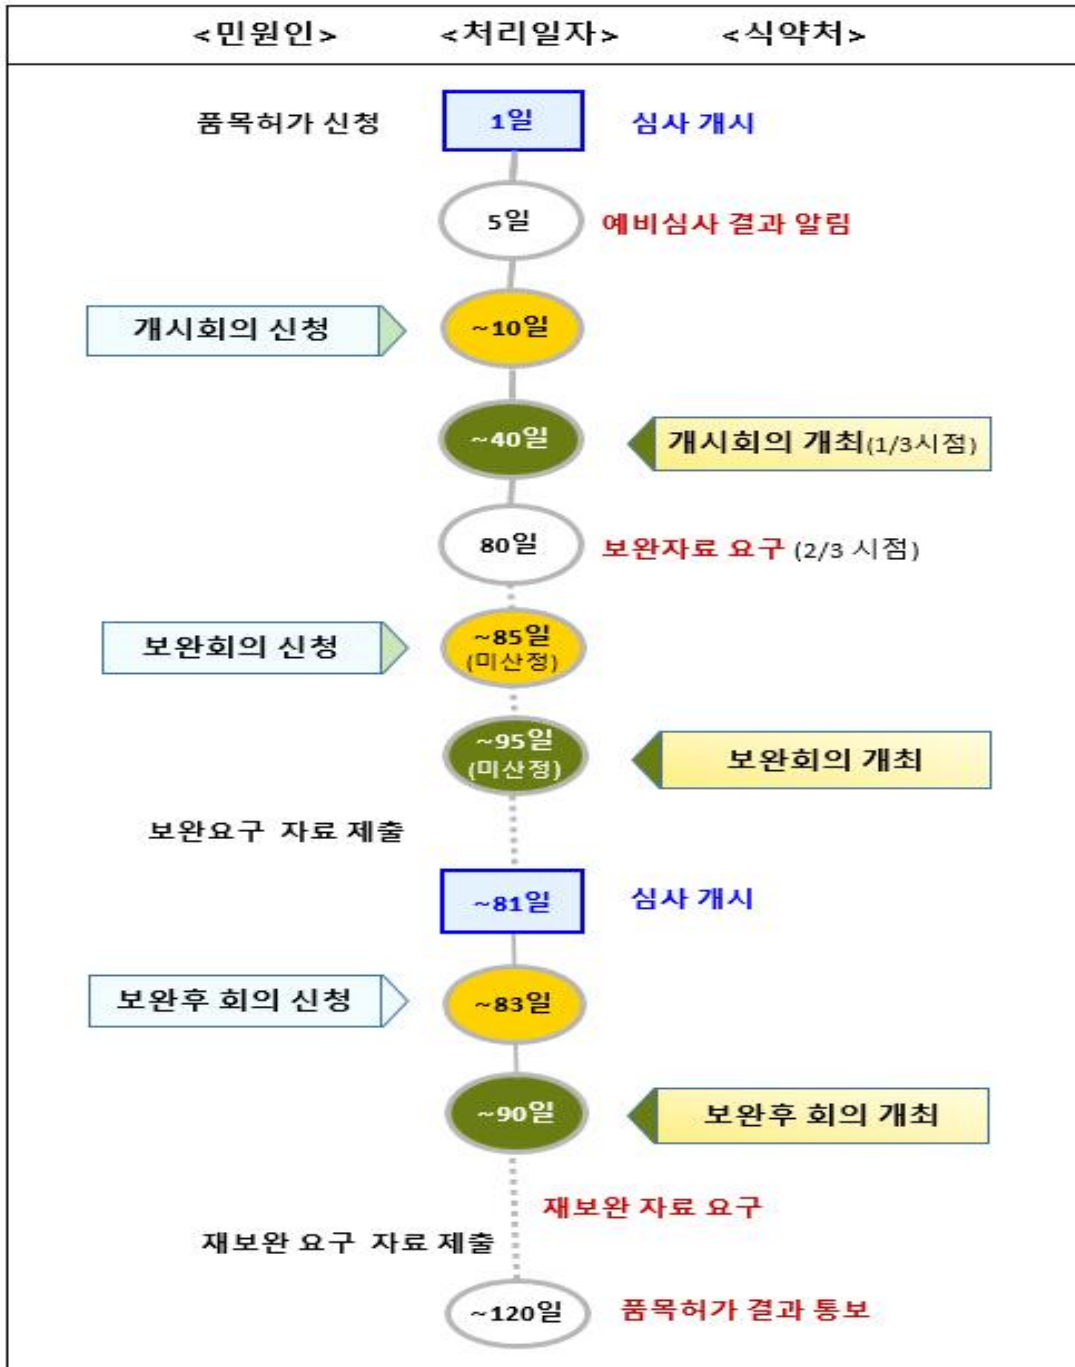 <민원인> <처리일자> <식약처>
품목허가 신청 1일 심사 개시
5일 예비심사 결과 알림
개시회의 신청 ~10일
~40일 개시회의 개최(1/3시점)
80일 보완자료 요구 (2/3 시점)
보완회의 신청 ~85일
(미산정)
~95일 보완회의 개최
(미산정)
보완요구 자료 제출
~81일 심사 개시
보완후 회의 신청 ~83일
~90일 보완후 회의 개최
재보완 자료 요구
재보완 요구 자료 제출
~120일 품목허가 결과 통보